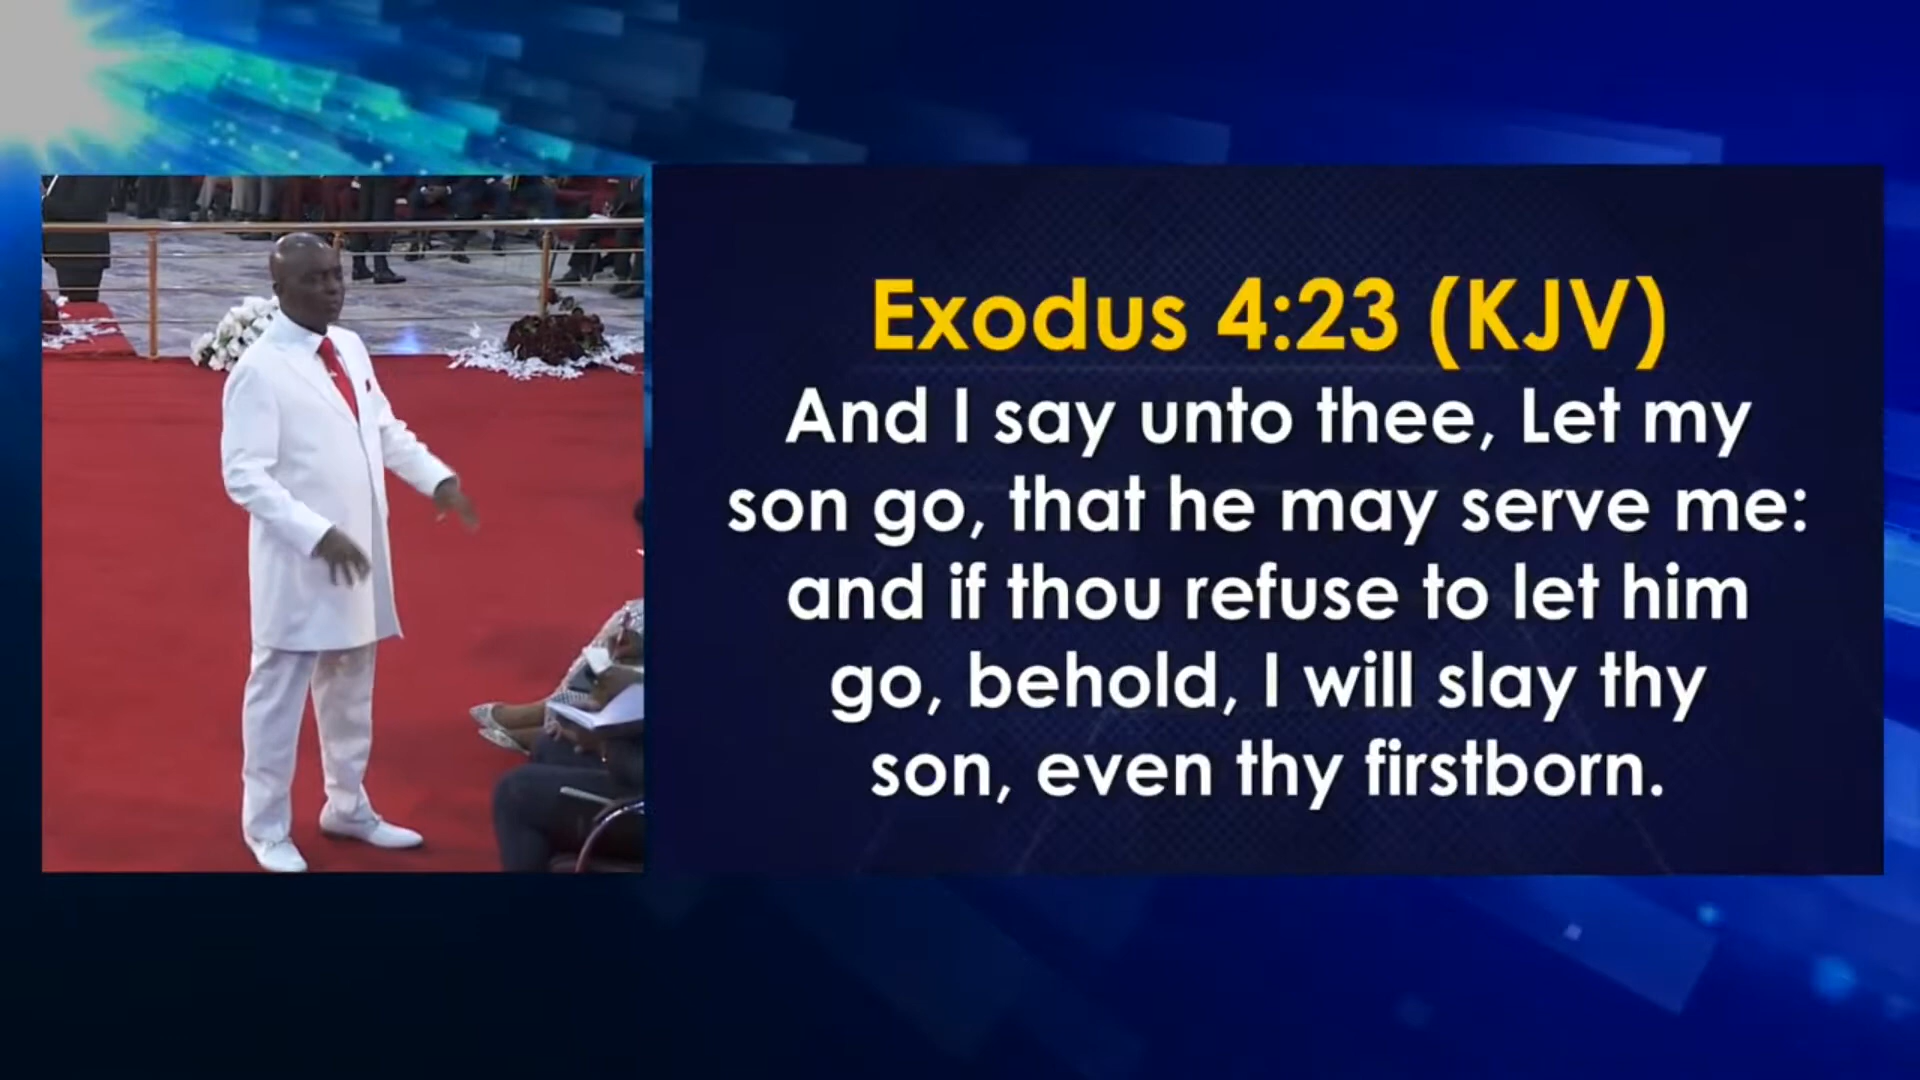 Exodus 4:23 (KJV)
And I say unto thee, Let my
son go, that he may serve me:
and if thou refuse to let him
go, behold, I will slay thy
son, even thy firstborn.